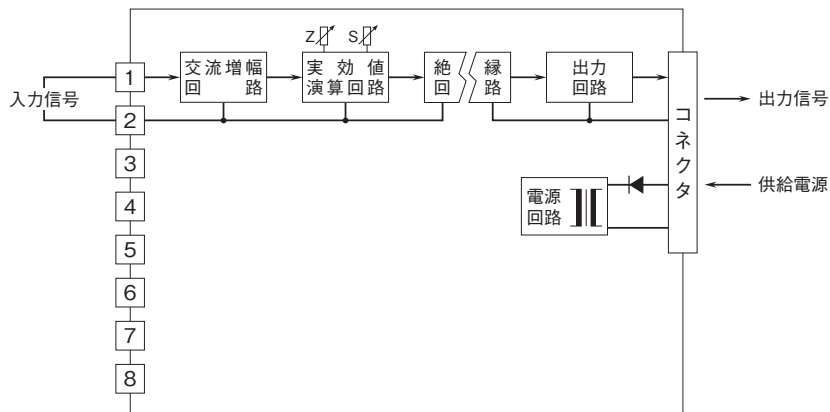 Z S
1
交流増幅
回 路
実 効 値
演算回路
絶
回
縁
路
出力
回路
入力信号
2
3
4
5
6
7
8
電源
回路
コネクタ
出力信号
供給電源